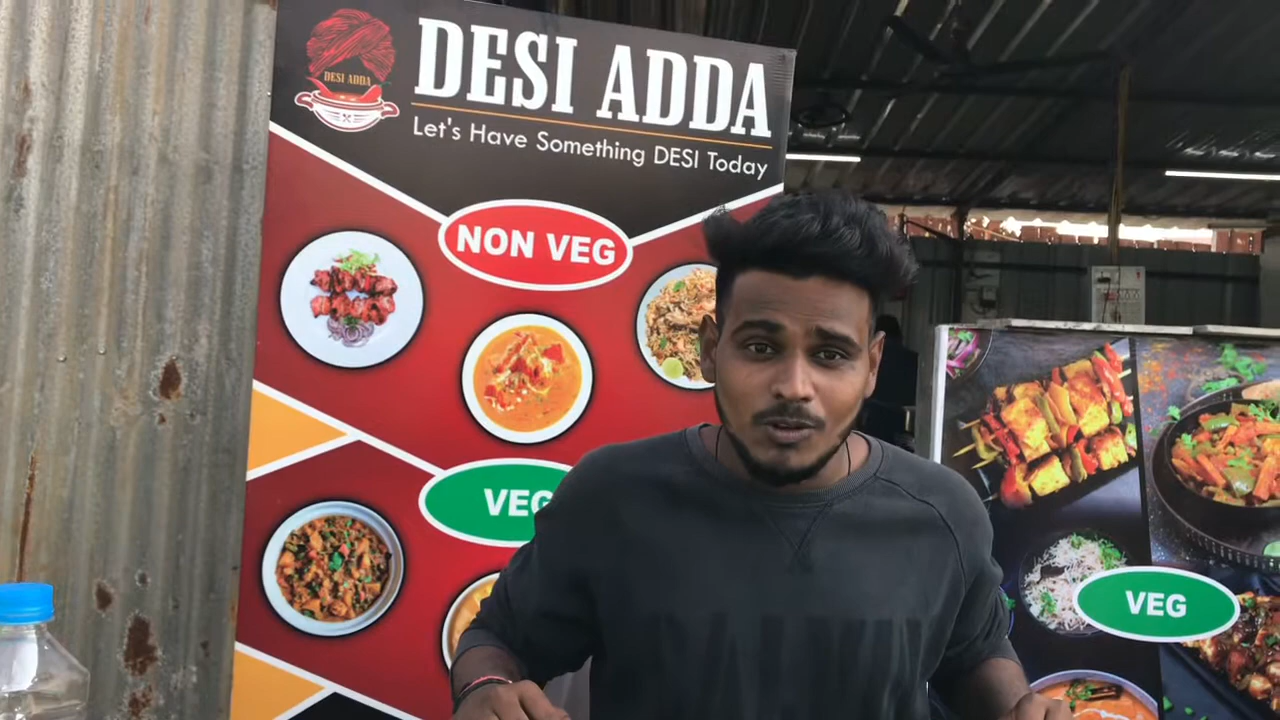 DESI ADDA
DESI ADDA
Let's Have Something DESI Today
NON VEG
VEG
VEG